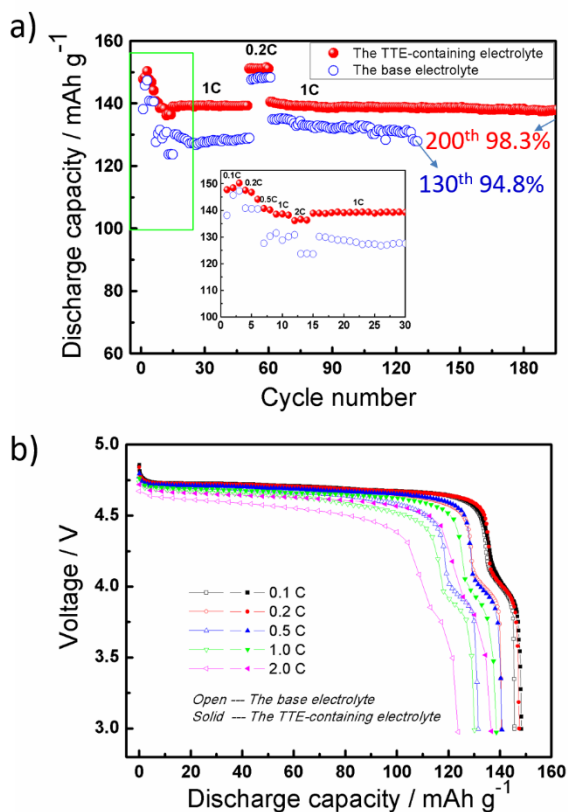 a)
160
150
140
130
120
110
100
90
80
70
60
Discharge capacity / mAh g⁻¹
0.2C
The TTE-containing electrolyte
The base electrolyte
1C
1C
200th 98.3%
130th 94.8%
150
140
130
120
110
100
0.1C
0.2C
0.5C
1C
2C
1C
0 5 10 15 20 25 30
0 30 60 90 120 150 180
Cycle number
b)
5.0
4.5
4.0
3.5
3.0
Voltage / V
0.1 C
0.2 C
0.5 C
1.0 C
2.0 C
Open --- The base electrolyte
Solid --- The TTE-containing electrolyte
0 20 40 60 80 100 120 140 160
Discharge capacity / mAh g⁻¹